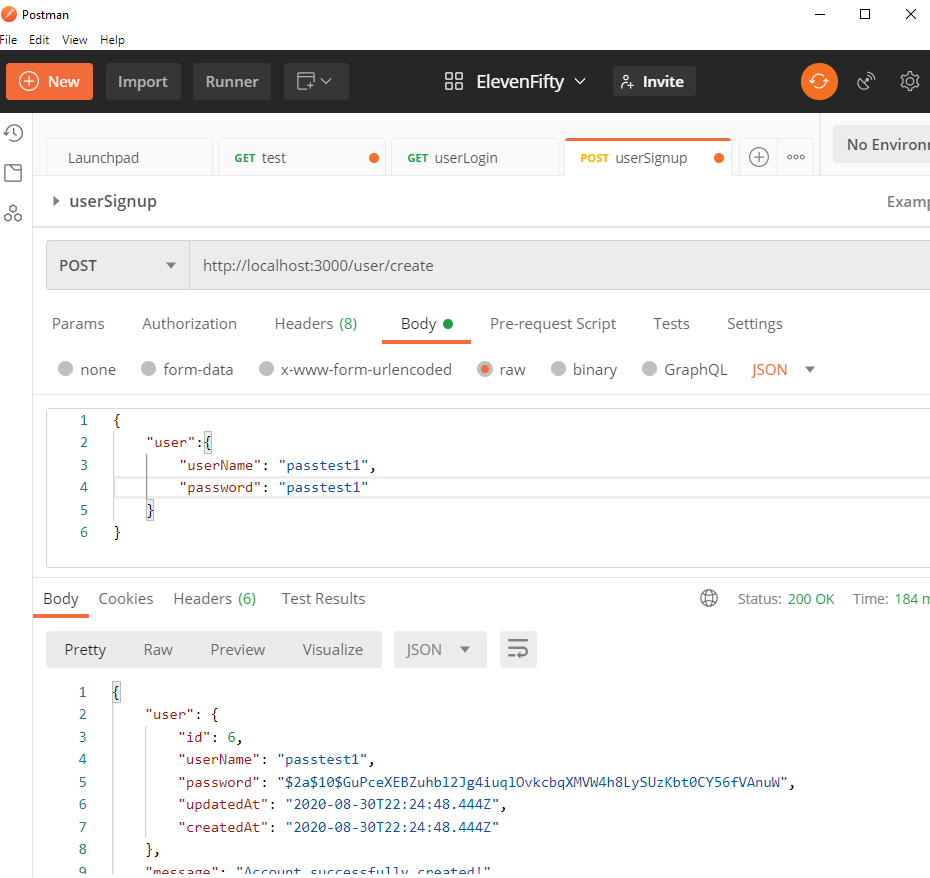 Postman
File Edit View Help
New Import Runner ElevenFifty Invite
Launchpad GET test GET userLogin POST userSignup No Environ
userSignup Examp
POST http://localhost:3000/user/create
Params Authorization Headers (8) Body Pre-request Script Tests Settings
none form-data x-www-form-urlencoded raw binary GraphQL JSON
1 {
2 "user":{
3 "userName": "passtest1",
4 "password": "passtest1"
5 }
6 }
Body Cookies Headers (6) Test Results Status: 200 OK Time: 184 m
Pretty Raw Preview Visualize JSON
1 {
2 "user": {
3 "id": 6,
4 "userName": "passtest1",
5 "password": "$2a$10$GuPceXEBZuhbl2Jg4iuqlOvkcbqXMVW4h8LySUzKbt0CY56fVAnuW",
6 "updatedAt": "2020-08-30T22:24:48.444Z",
7 "createdAt": "2020-08-30T22:24:48.444Z"
8 },
9 "message": "Account successfully created!"